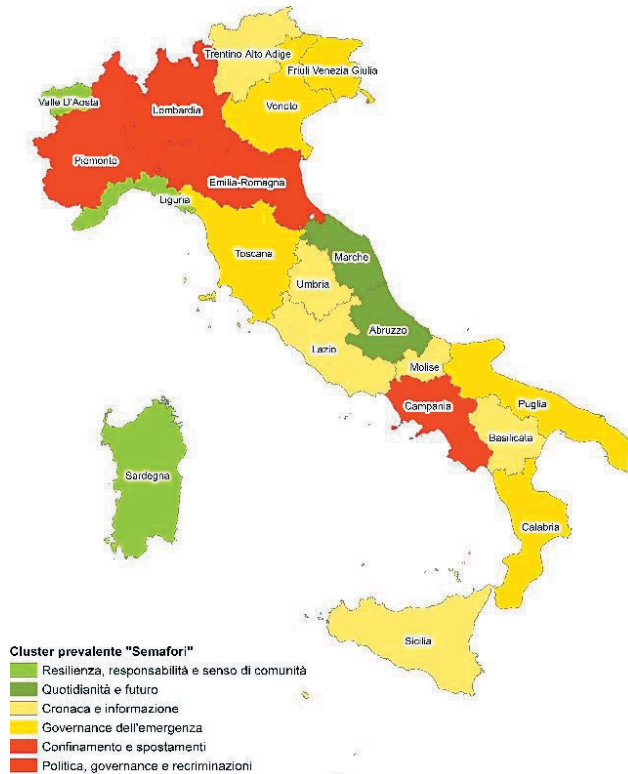 Trentino Alto Adige
Friuli Venezia Giulia
Valle D'Aosta
Lombardia
Veneto
Piemonte
Emilia-Romagna
Liguria
Toscana
Marche
Umbria
Abruzzo
Lazio
Molise
Campania
Puglia
Basilicata
Sardegna
Calabria
Sicilia
Cluster prevalente "Semafori"
Resilienza, responsabilità e senso di comunità
Quotidianità e futuro
Cronaca e informazione
Governance dell'emergenza
Confinamento e spostamenti
Politica, governance e recriminazioni